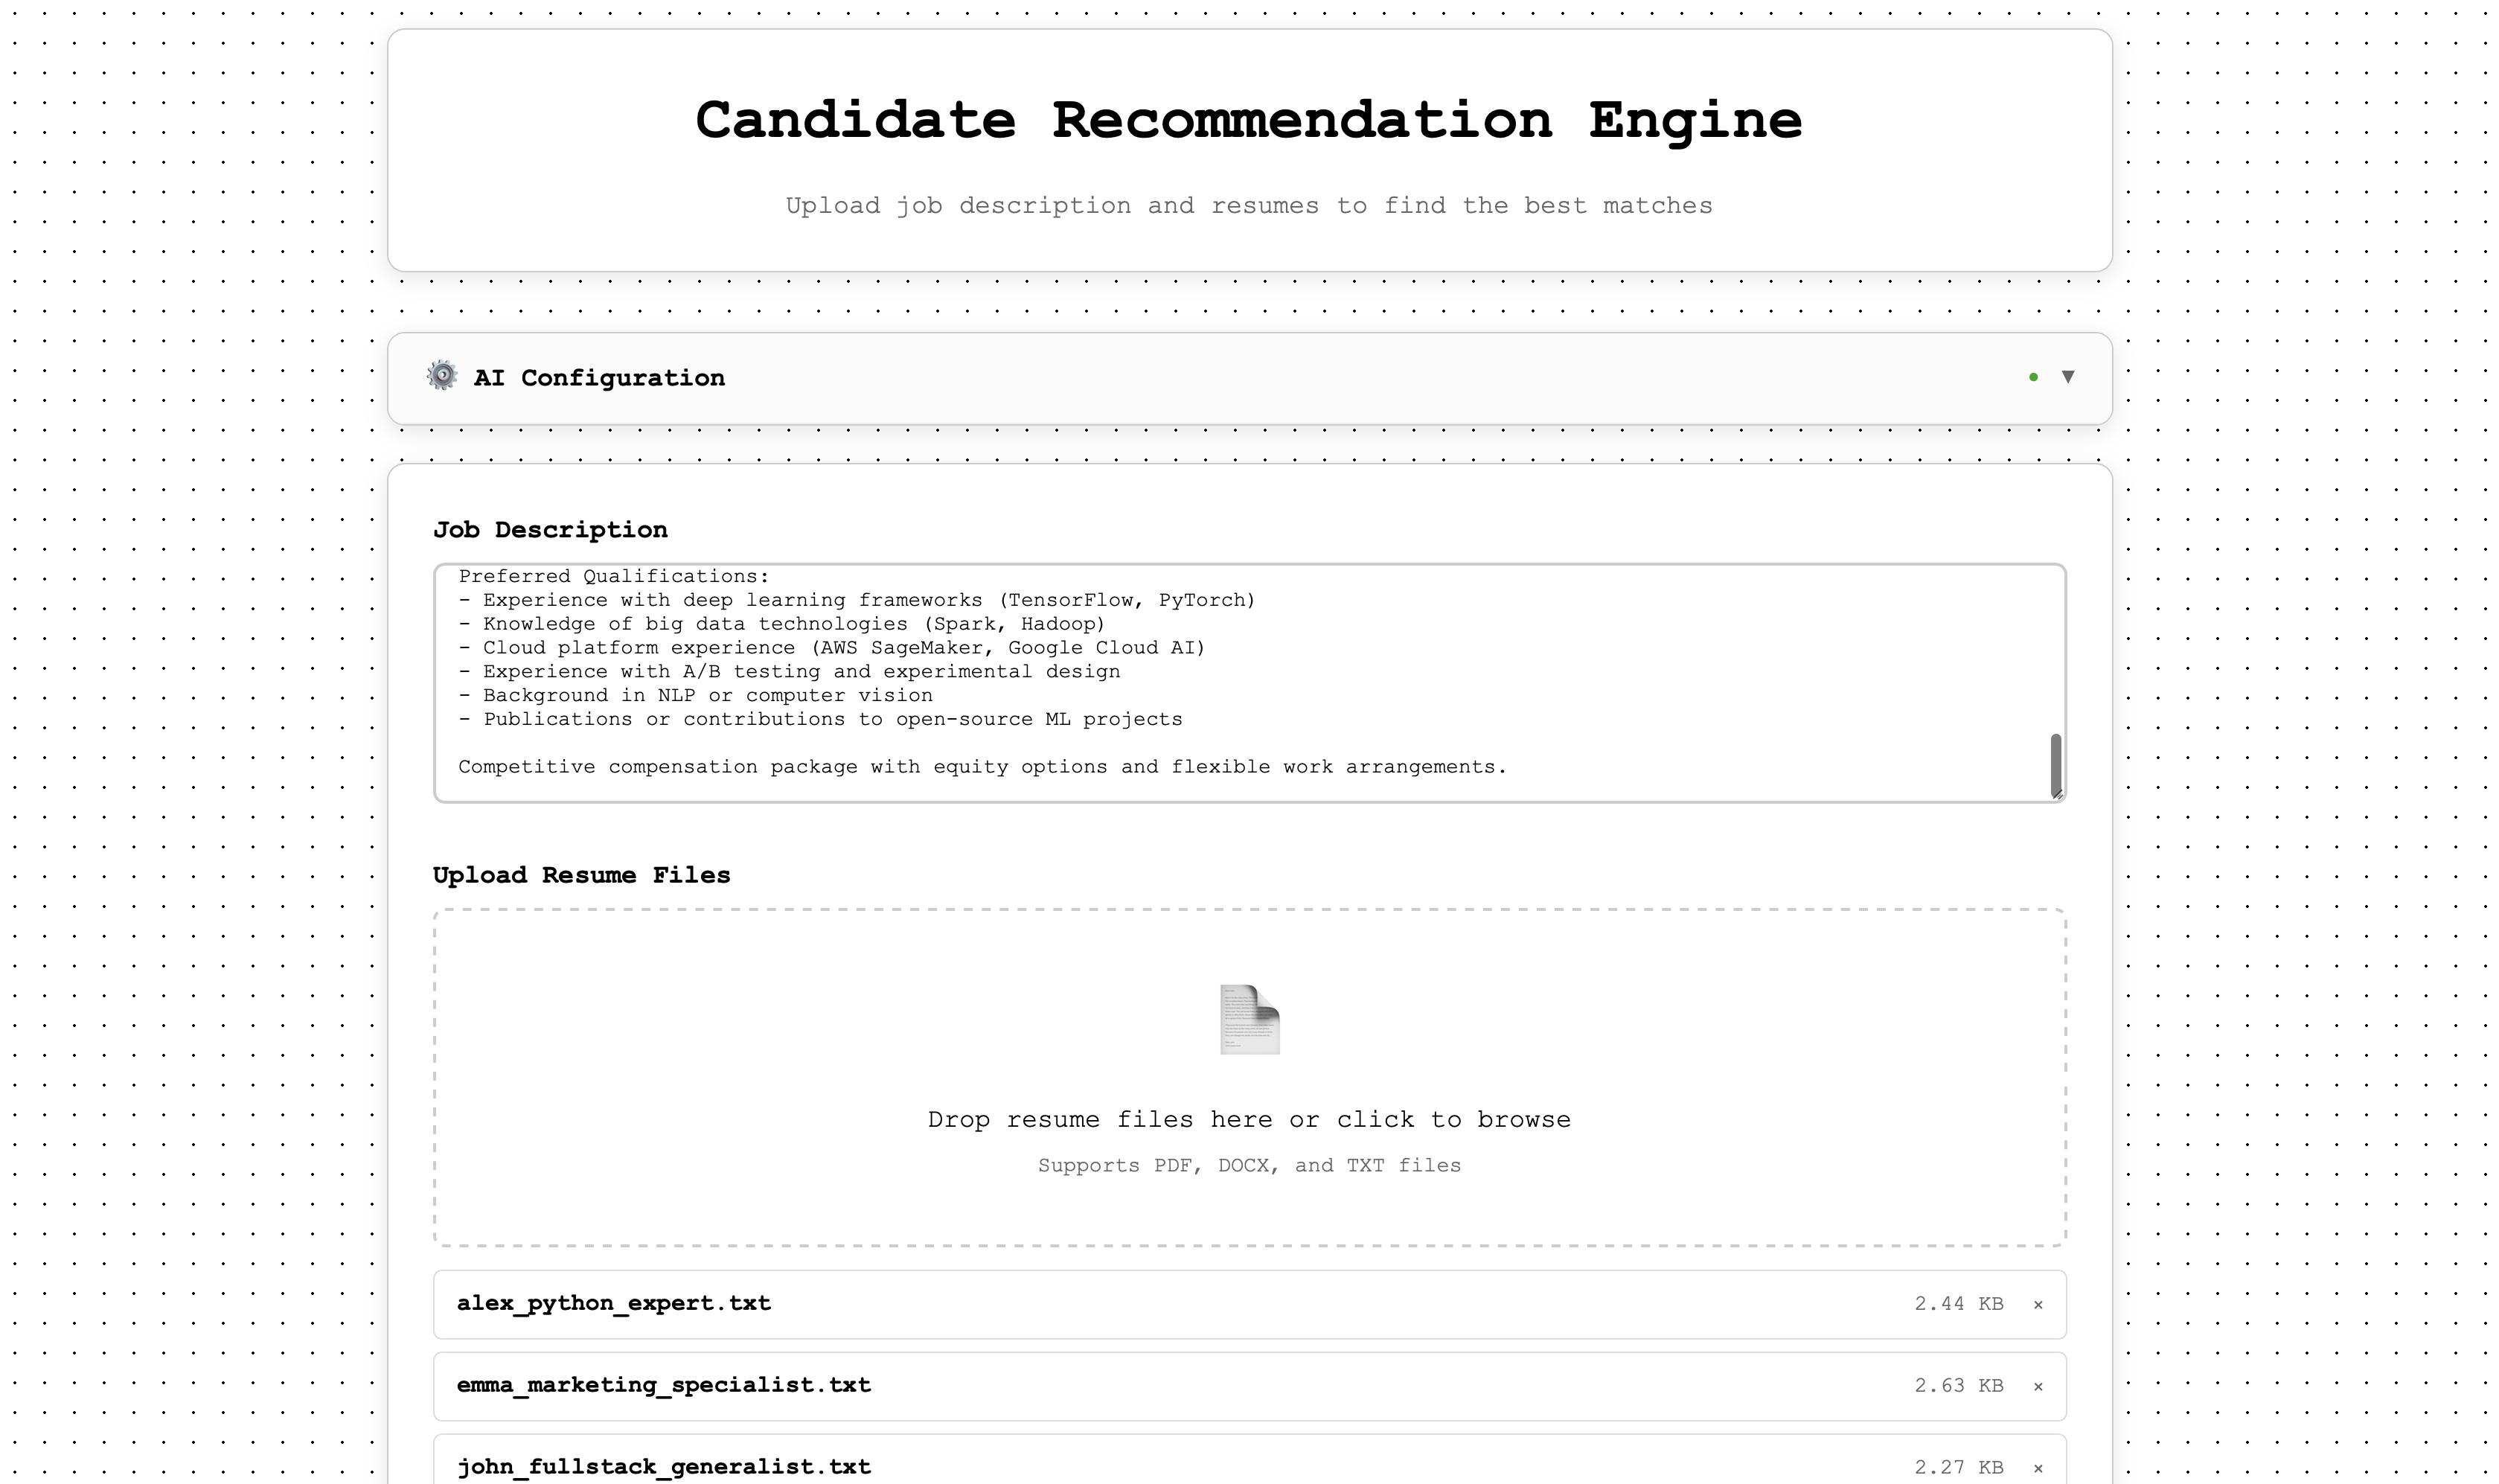 Candidate Recommendation Engine
Upload job description and resumes to find the best matches
AI Configuration
Job Description
Preferred Qualifications:
- Experience with deep learning frameworks (TensorFlow, PyTorch)
- Knowledge of big data technologies (Spark, Hadoop)
- Cloud platform experience (AWS SageMaker, Google Cloud AI)
- Experience with A/B testing and experimental design
- Background in NLP or computer vision
- Publications or contributions to open-source ML projects
Competitive compensation package with equity options and flexible work arrangements.
Upload Resume Files
Drop resume files here or click to browse
Supports PDF, DOCX, and TXT files
alex_python_expert.txt 2.44 KB ×
emma_marketing_specialist.txt 2.63 KB ×
john_fullstack_generalist.txt 2.27 KB ×